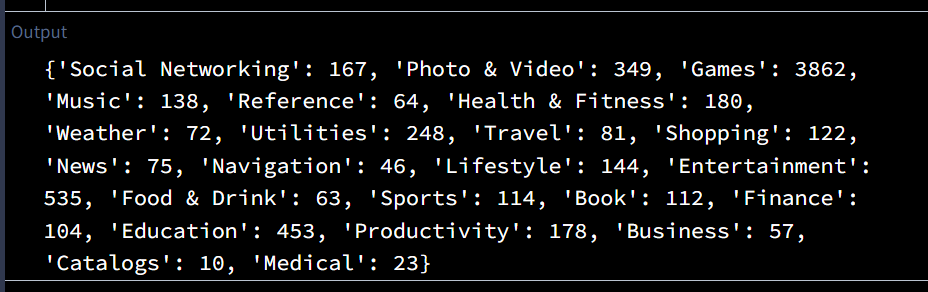 Output
{'Social Networking': 167, 'Photo & Video': 349, 'Games': 3862,
'Music': 138, 'Reference': 64, 'Health & Fitness': 180,
'Weather': 72, 'Utilities': 248, 'Travel': 81, 'Shopping': 122,
'News': 75, 'Navigation': 46, 'Lifestyle': 144, 'Entertainment':
535, 'Food & Drink': 63, 'Sports': 114, 'Book': 112, 'Finance':
104, 'Education': 453, 'Productivity': 178, 'Business': 57,
'Catalogs': 10, 'Medical': 23}